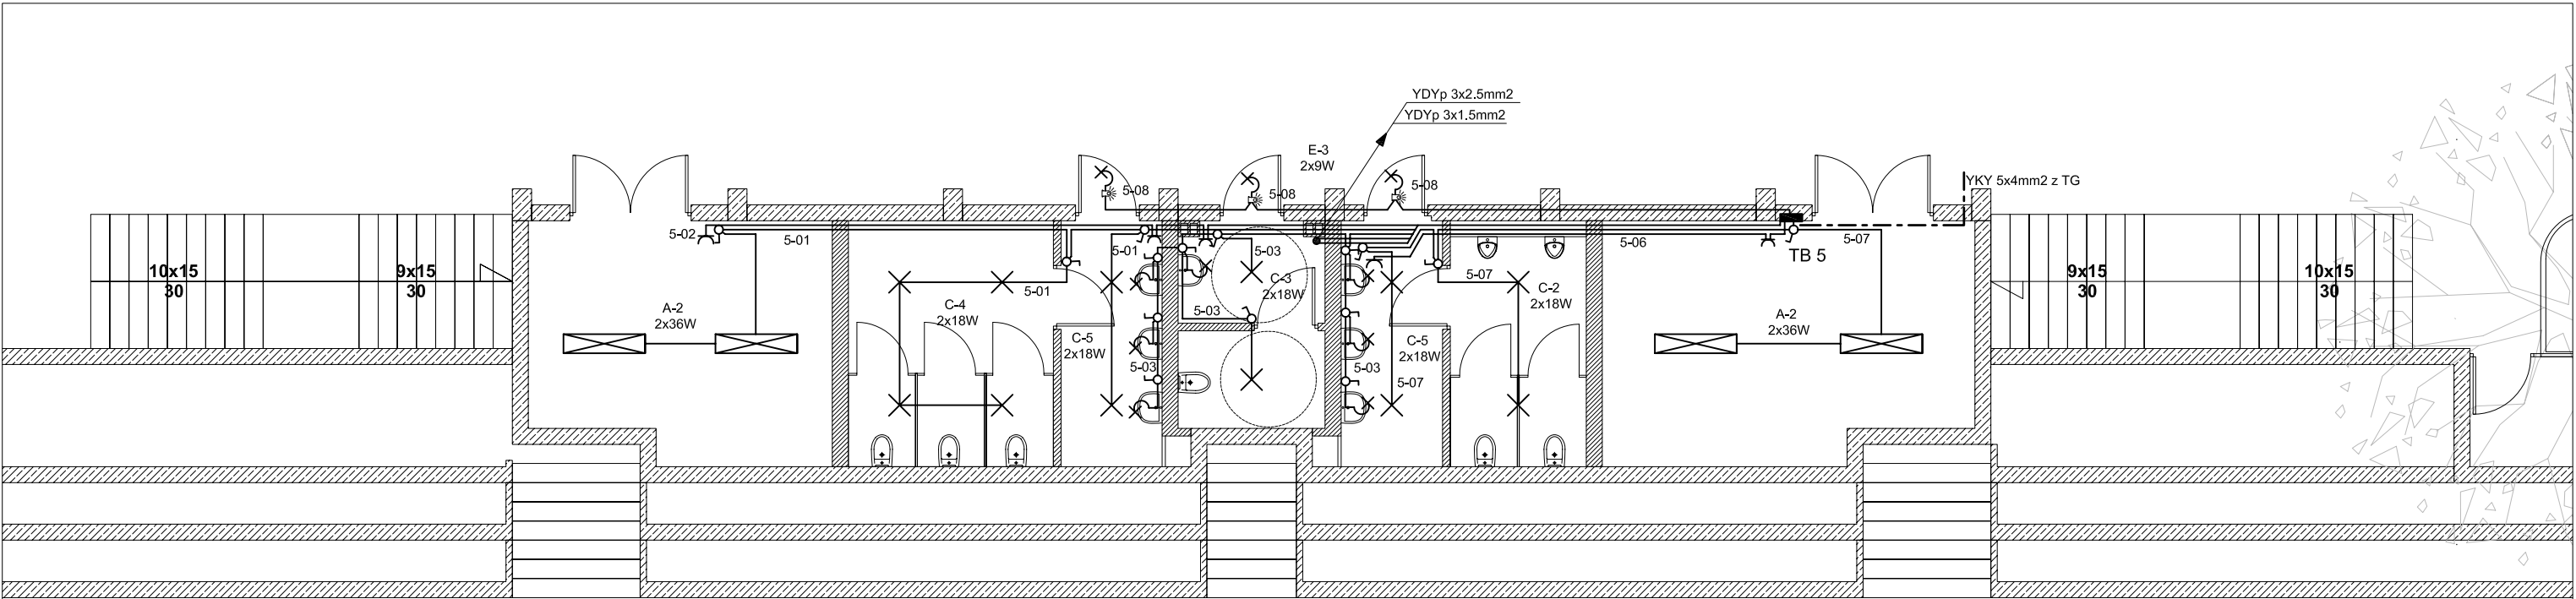 YDYp 3x2.5mm2
YDYp 3x1.5mm2
E-3
2x9W
5-08
5-08
5-08
YKY 5x4mm2 z TG
5-02
5-01
5-01
5-03
5-06
5-07
TB 5
10x15
30
9x15
30
5-01
C-3
2x18W
5-07
C-2
2x18W
9x15
30
10x15
30
A-2
2x36W
C-4
2x18W
5-03
A-2
2x36W
C-5
2x18W
C-5
2x18W
5-03
5-03
5-07